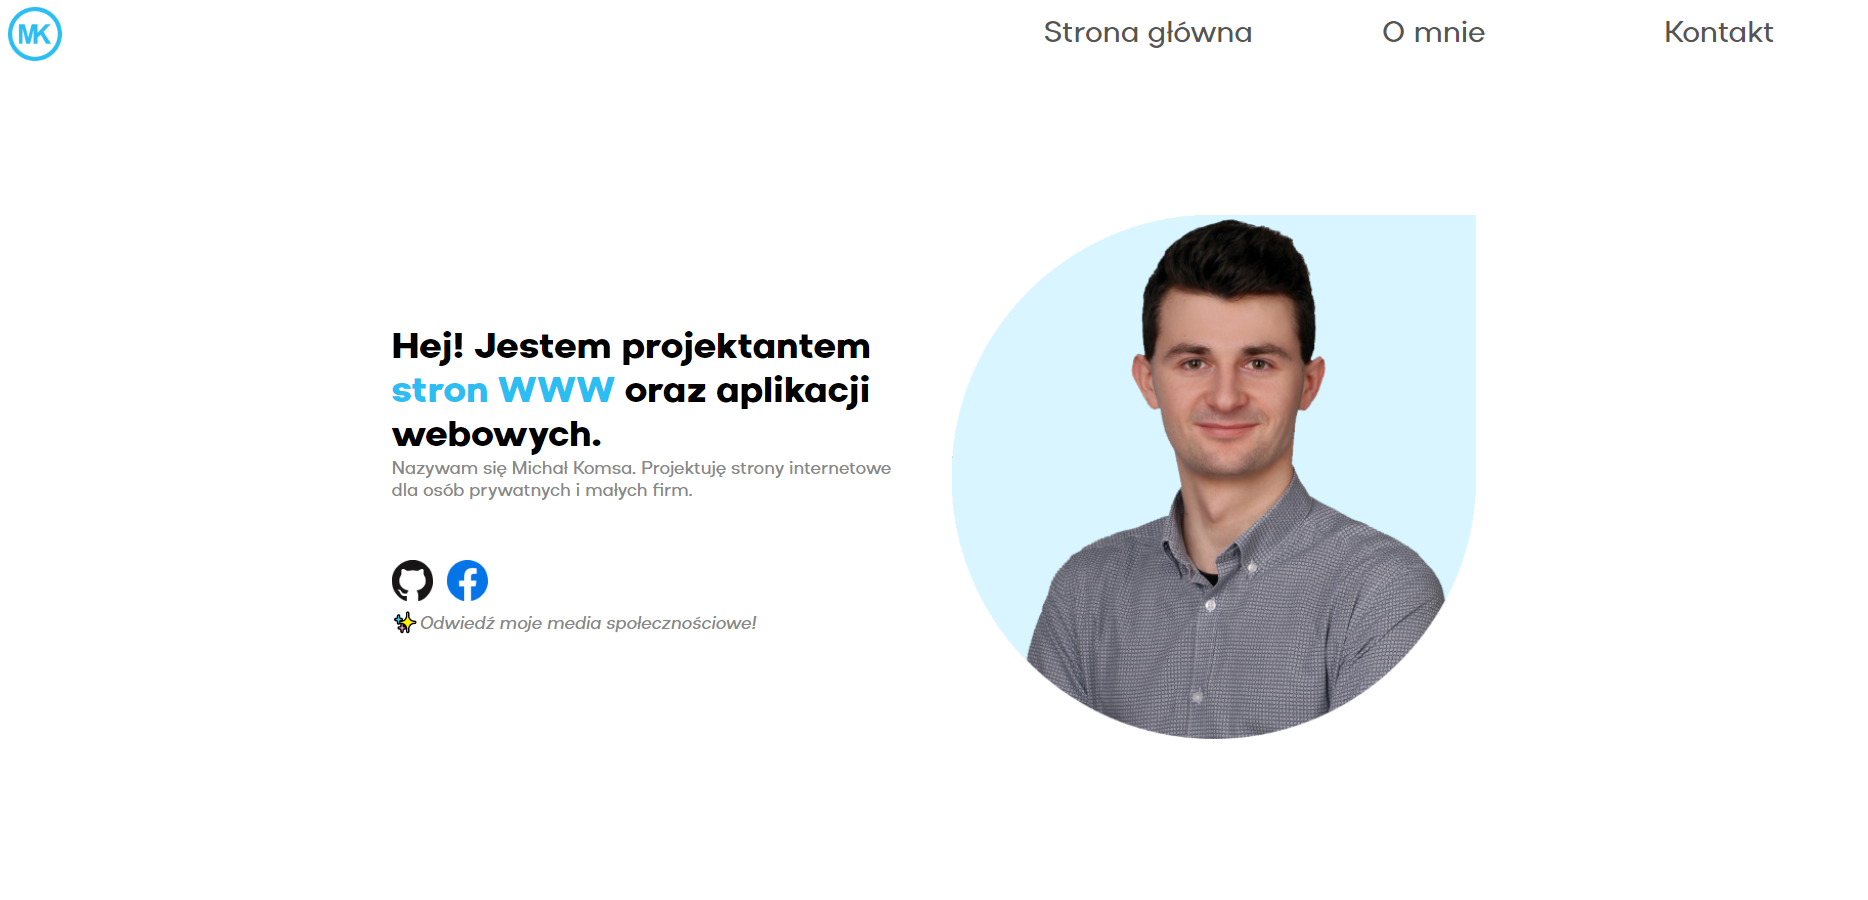 MK
Strona główna
O mnie
Kontakt
Hej! Jestem projektantem
stron WWW oraz aplikacji
webowych.
Nazywam się Michał Komsa. Projektuję strony internetowe
dla osób prywatnych i małych firm.
Odwiedź moje media społecznościowe!